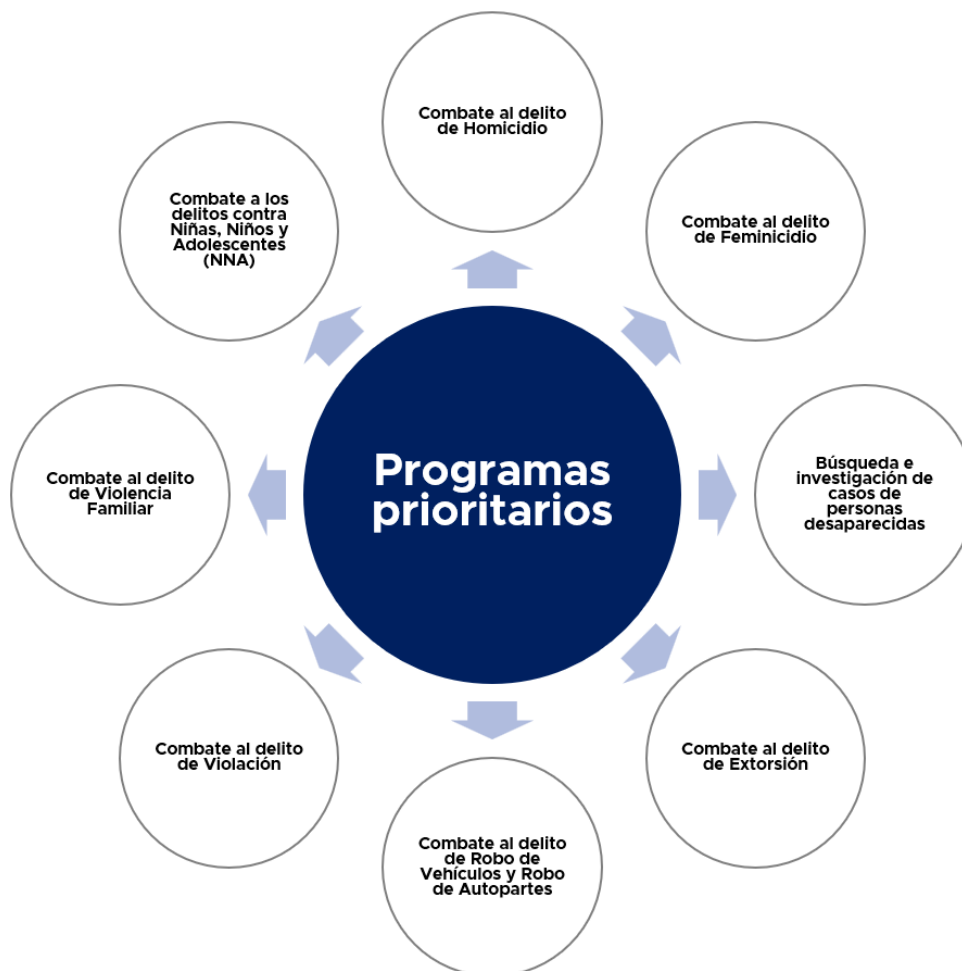 Combate al delito
de Homicidio
Combate al delito
de Feminicidio
Búsqueda e
investigación de
casos de
personas
desaparecidas
Combate al delito
de Extorsión
Combate al delito
de Robo de
Vehículos y Robo
de Autopartes
Combate al delito
de Violación
Combate al delito
de Violencia
Familiar
Combate a los
delitos contra
Niñas, Niños y
Adolescentes
(NNA)
Programas
prioritarios